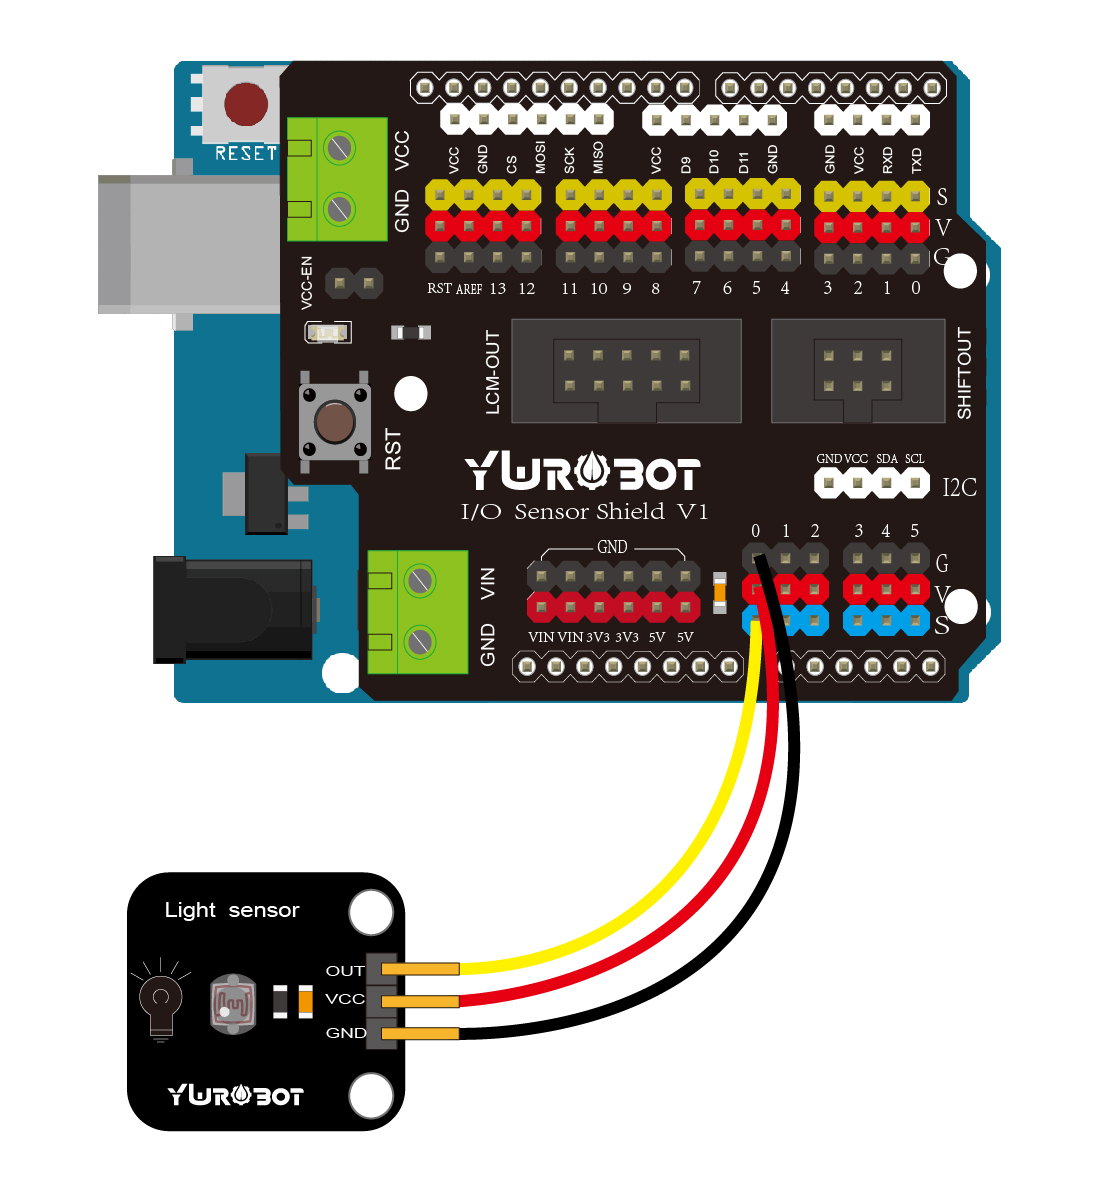 RESET
VCC
GND
VCC GND CS MOSI SCK MISO VCC D9 D10 D11 GND GND VCC RXD TXD
S
V
G
RST AREF 13 12 11 10 9 8 7 6 5 4 3 2 1 0
VCC-EN
LCM-OUT
SHIFTOUT
RST
YWROBOT
I/O Sensor Shield V1
GND VCC SDA SCL
I2C
0 1 2 3 4 5
GND
G
V
S
VIN
GND
VIN VIN 3V3 3V3 5V 5V
Light sensor
OUT
VCC
GND
YWROBOT